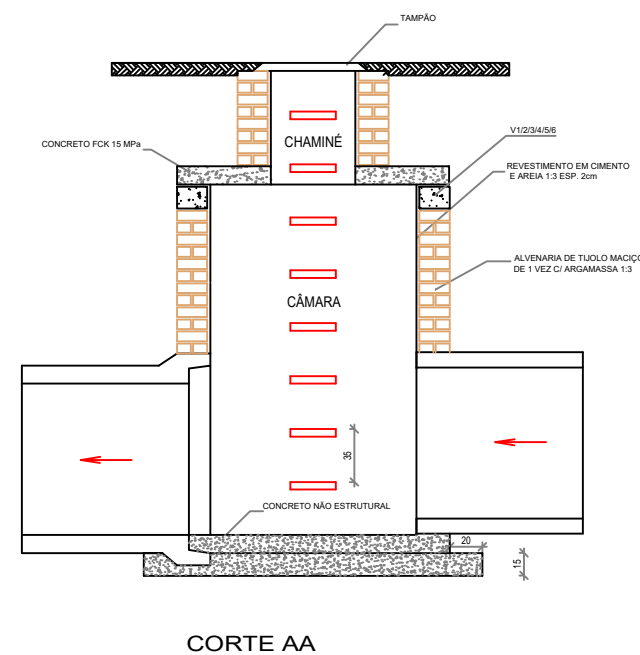 TAMPÃO
V1/2/3/4/5/6
CHAMINÉ
CONCRETO FCK 15 MPa
REVESTIMENTO EM CIMENTO
E AREIA 1:3 ESP. 2cm
ALVENARIA DE TIJOLO MACIÇO
DE 1 VEZ C/ ARGAMASSA 1:3
CÂMARA
35
CONCRETO NÃO ESTRUTURAL
20
15
CORTE AA